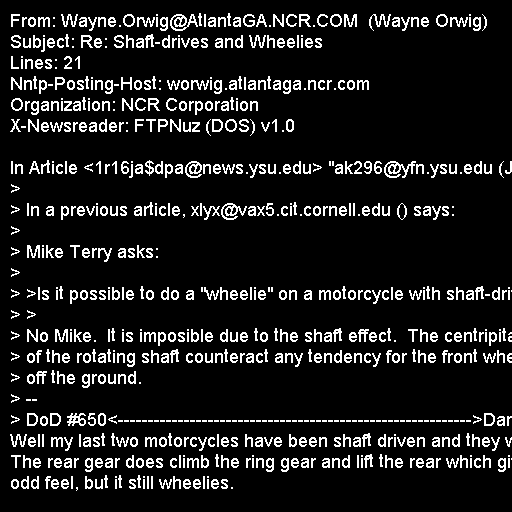 From: Wayne.Orwig@AtlantaGA.NCR.COM  (Wayne Orwig)
Subject: Re: Shaft-drives and Wheelies
Lines: 21
Nntp-Posting-Host: worwig.atlantaga.ncr.com
Organization: NCR Corporation
X-Newsreader: FTPNuz (DOS) v1.0

In Article <1r16ja$dpa@news.ysu.edu> "ak296@yfn.ysu.edu (J
>
> In a previous article, xlyx@vax5.cit.cornell.edu () says:
>
> Mike Terry asks:
>
> >Is it possible to do a "wheelie" on a motorcycle with shaft-dri
> >
> No Mike.  It is imposible due to the shaft effect.  The centripita
> of the rotating shaft counteract any tendency for the front whe
> off the ground.
> --
> DoD #650<---------------------------------------------------------->Dar
Well my last two motorcycles have been shaft driven and they w
The rear gear does climb the ring gear and lift the rear which gi
odd feel, but it still wheelies.